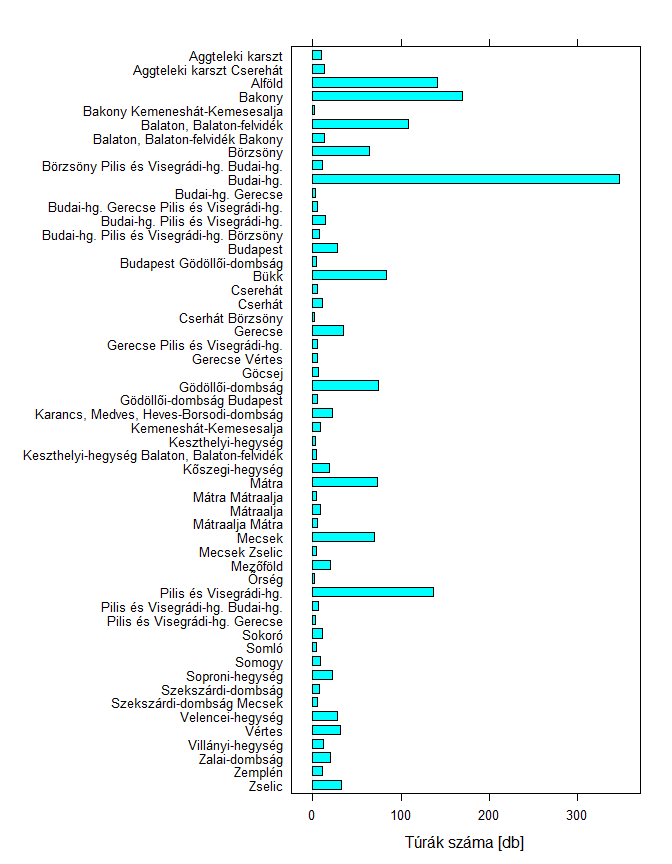 Aggteleki karszt
Aggteleki karszt Cserehát
Alföld
Bakony
Bakony Kemeneshát-Kemesesalja
Balaton, Balaton-felvidék
Balaton, Balaton-felvidék Bakony
Börzsöny
Börzsöny Pilis és Visegrádi-hg. Budai-hg.
Budai-hg.
Budai-hg. Gerecse
Budai-hg. Gerecse Pilis és Visegrádi-hg.
Budai-hg. Pilis és Visegrádi-hg.
Budai-hg. Pilis és Visegrádi-hg. Börzsöny
Budapest
Budapest Gödöllői-dombság
Bükk
Cserehát
Cserhát
Cserhát Börzsöny
Gerecse
Gerecse Pilis és Visegrádi-hg.
Gerecse Vértes
Göcsej
Gödöllői-dombság
Gödöllői-dombság Budapest
Karancs, Medves, Heves-Borsodi-dombság
Kemeneshát-Kemesesalja
Keszthelyi-hegység
Keszthelyi-hegység Balaton, Balaton-felvidék
Kőszegi-hegység
Mátra
Mátra Mátraalja
Mátraalja
Mátraalja Mátra
Mecsek
Mecsek Zselic
Mezőföld
Őrség
Pilis és Visegrádi-hg.
Pilis és Visegrádi-hg. Budai-hg.
Pilis és Visegrádi-hg. Gerecse
Sokoró
Somló
Somogy
Soproni-hegység
Szekszárdi-dombság
Szekszárdi-dombság Mecsek
Velencei-hegység
Vértes
Villányi-hegység
Zalai-dombság
Zemplén
Zselic
0 100 200 300
Túrák száma [db]